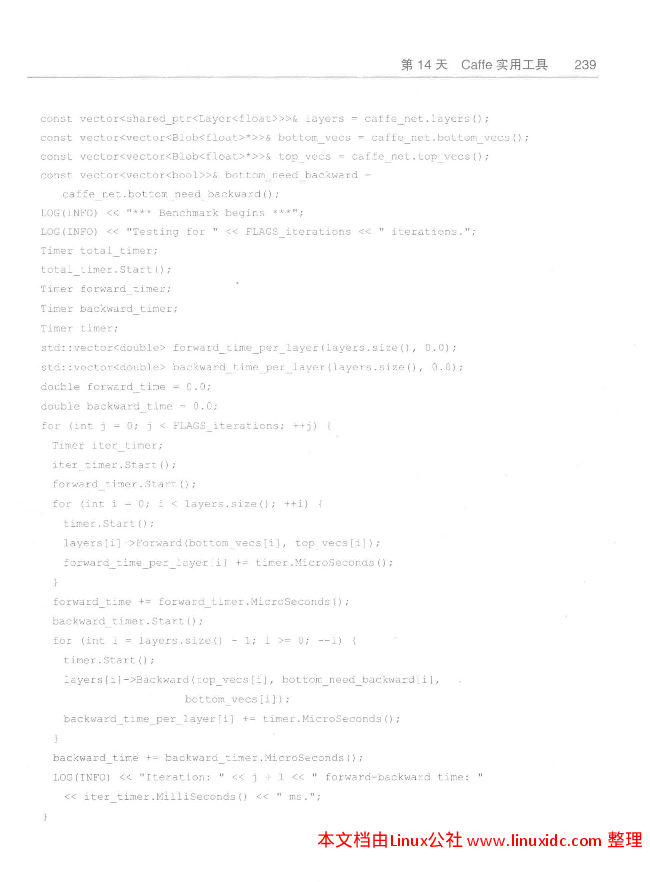 第 14 天 Caffe 实用工具 239
const vector<shared_ptr<Layer<float>>>& layers = caffe_net.layers();
const vector<vector<Blob<float>*>>& bottom_vecs = caffe_net.bottom_vecs();
const vector<vector<Blob<float>*>>& top_vecs = caffe_net.top_vecs();
const vector<vector<bool>>& bottom_need_backward =
caffe_net.bottom_need_backward();
LOG(INFO) << "*** Benchmark begins ***";
LOG(INFO) << "Testing for " << FLAGS_iterations << " iterations.";
Timer total_timer;
total_timer.Start();
Timer forward_timer;
Timer backward_timer;
Timer timer;
std::vector<double> forward_time_per_layer(layers.size(), 0.0);
std::vector<double> backward_time_per_layer(layers.size(), 0.0);
double forward_time = 0.0;
double backward_time = 0.0;
for (int j = 0; j < FLAGS_iterations; ++j) {
Timer iter_timer;
iter_timer.Start();
forward_timer.Start();
for (int i = 0; i < layers.size(); ++i) {
timer.Start();
layers[i]->Forward(bottom_vecs[i], top_vecs[i]);
forward_time_per_layer[i] += timer.MicroSeconds();
}
forward_time += forward_timer.MicroSeconds();
backward_timer.Start();
for (int i = layers.size() - 1; i >= 0; --i) {
timer.Start();
layers[i]->Backward(top_vecs[i], bottom_need_backward[i],
bottom_vecs[i]);
backward_time_per_layer[i] += timer.MicroSeconds();
}
backward_time += backward_timer.MicroSeconds();
LOG(INFO) << "Iteration: " << j + 1 << " forward-backward time: "
<< iter_timer.MilliSeconds() << " ms.";
}
本文档由Linux公社 www.linuxidc.com 整理